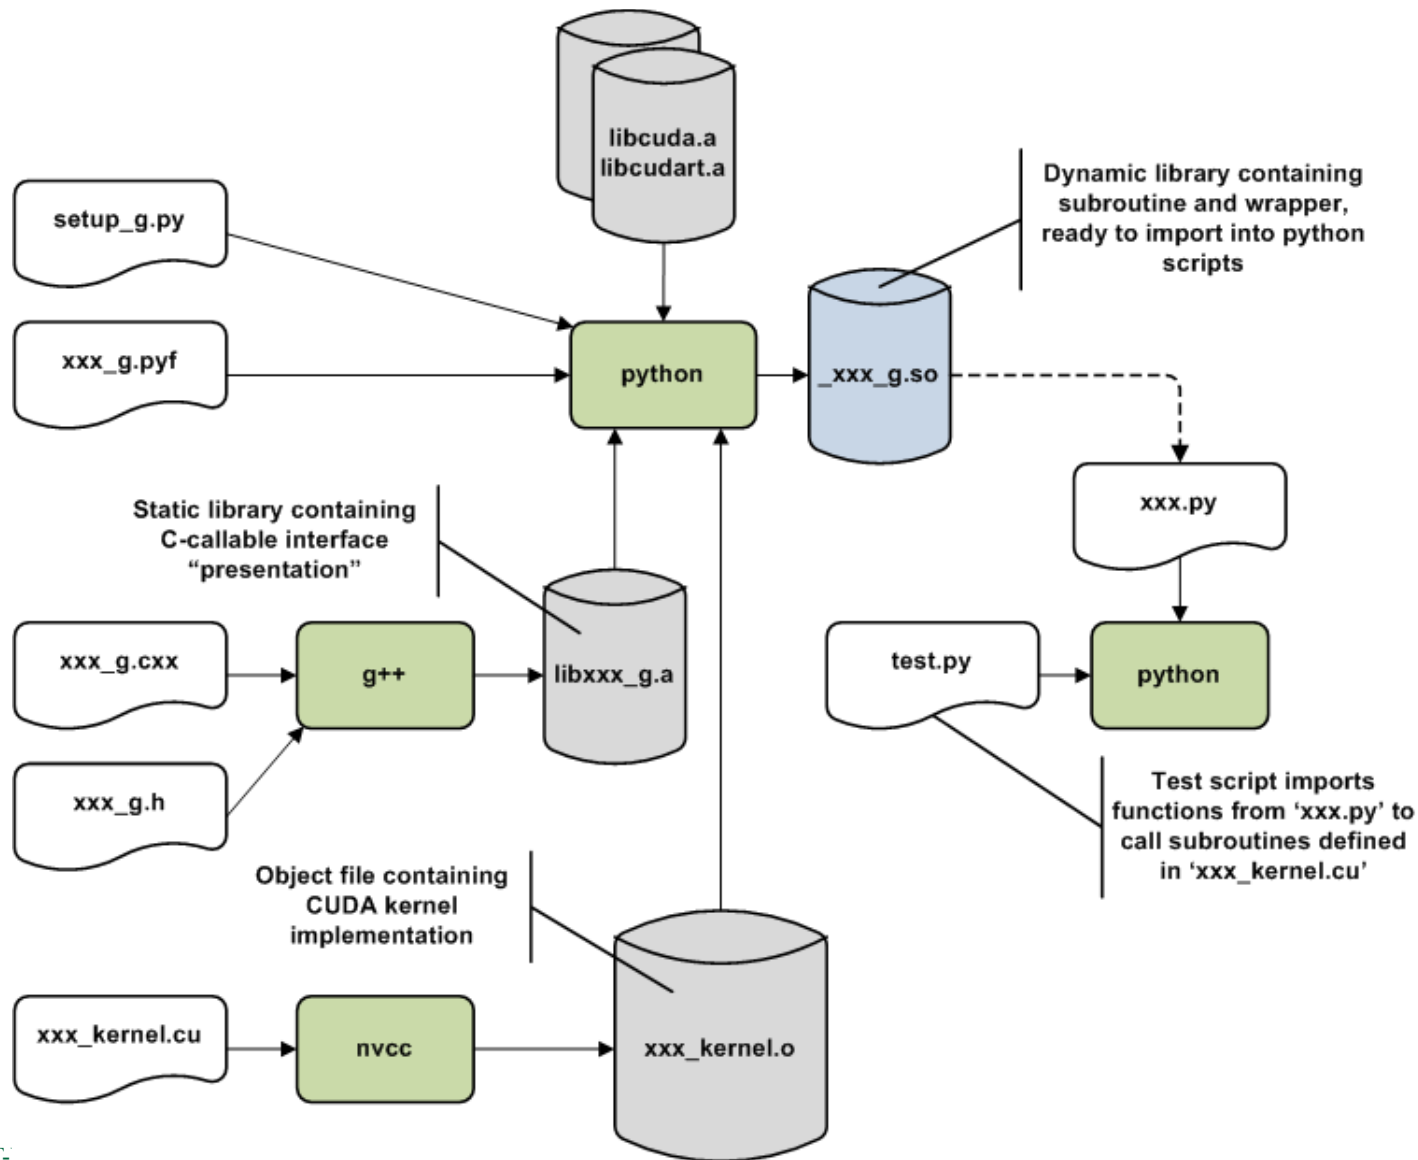 libcuda.a
libcudart.a
Dynamic library containing
subroutine and wrapper,
ready to import into python
scripts
setup_g.py
xxx_g.pyf
python
_xxx_g.so
xxx.py
Static library containing
C-callable interface
“presentation”
xxx_g.cxx
g++
libxxx_g.a
test.py
python
xxx_g.h
Test script imports
functions from ‘xxx.py’ to
call subroutines defined
in ‘xxx_kernel.cu’
Object file containing
CUDA kernel
implementation
xxx_kernel.cu
nvcc
xxx_kernel.o